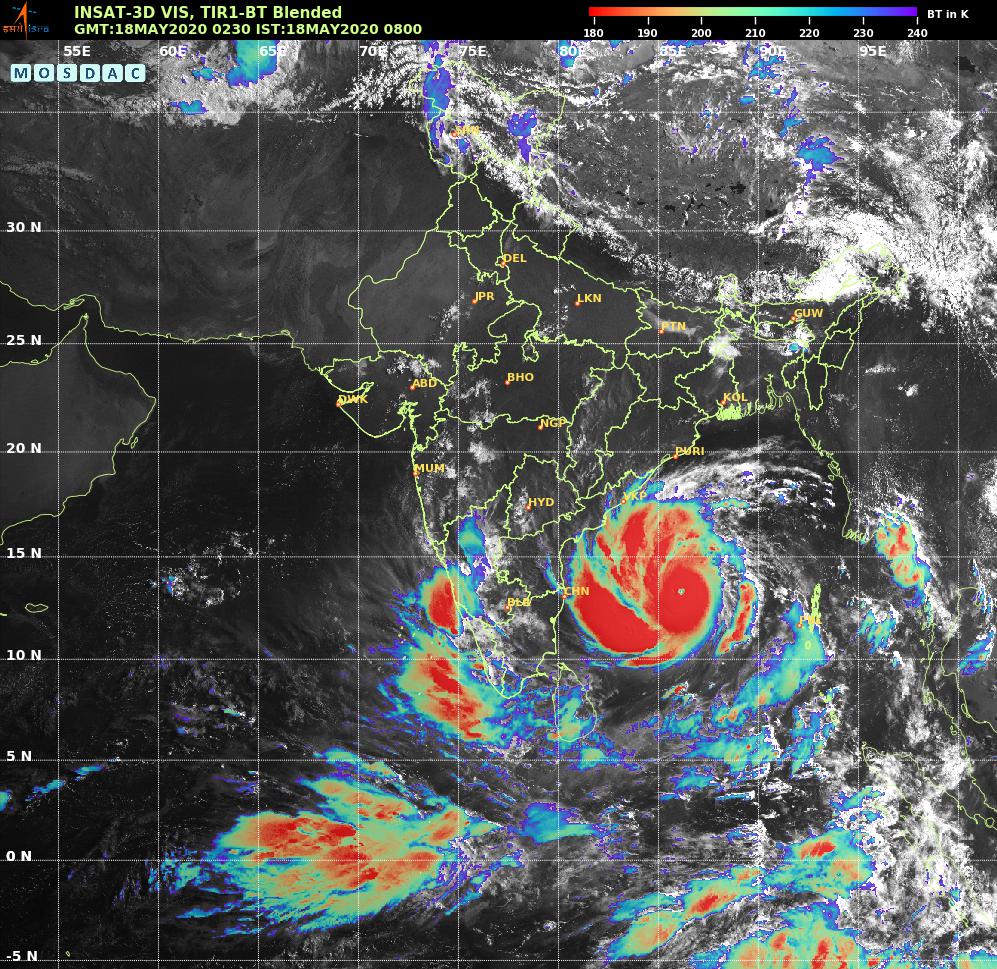 INSAT-3D VIS, TIR1-BT Blended
GMT:18MAY2020 0230 IST:18MAY2020 0800
BT in K
180 190 200 210 220 230 240
55E 60E 65E 70E 75E 80E 85E 90E 95E
MOSDAC
30 N
DEL
JPR
LKN
GUW
PTN
25 N
ABD
BHO
DWK
KOL
NGP
20 N
PURI
MUM
VKP
HYD
15 N
CHN
BLR
10 N
5 N
0 N
-5 N